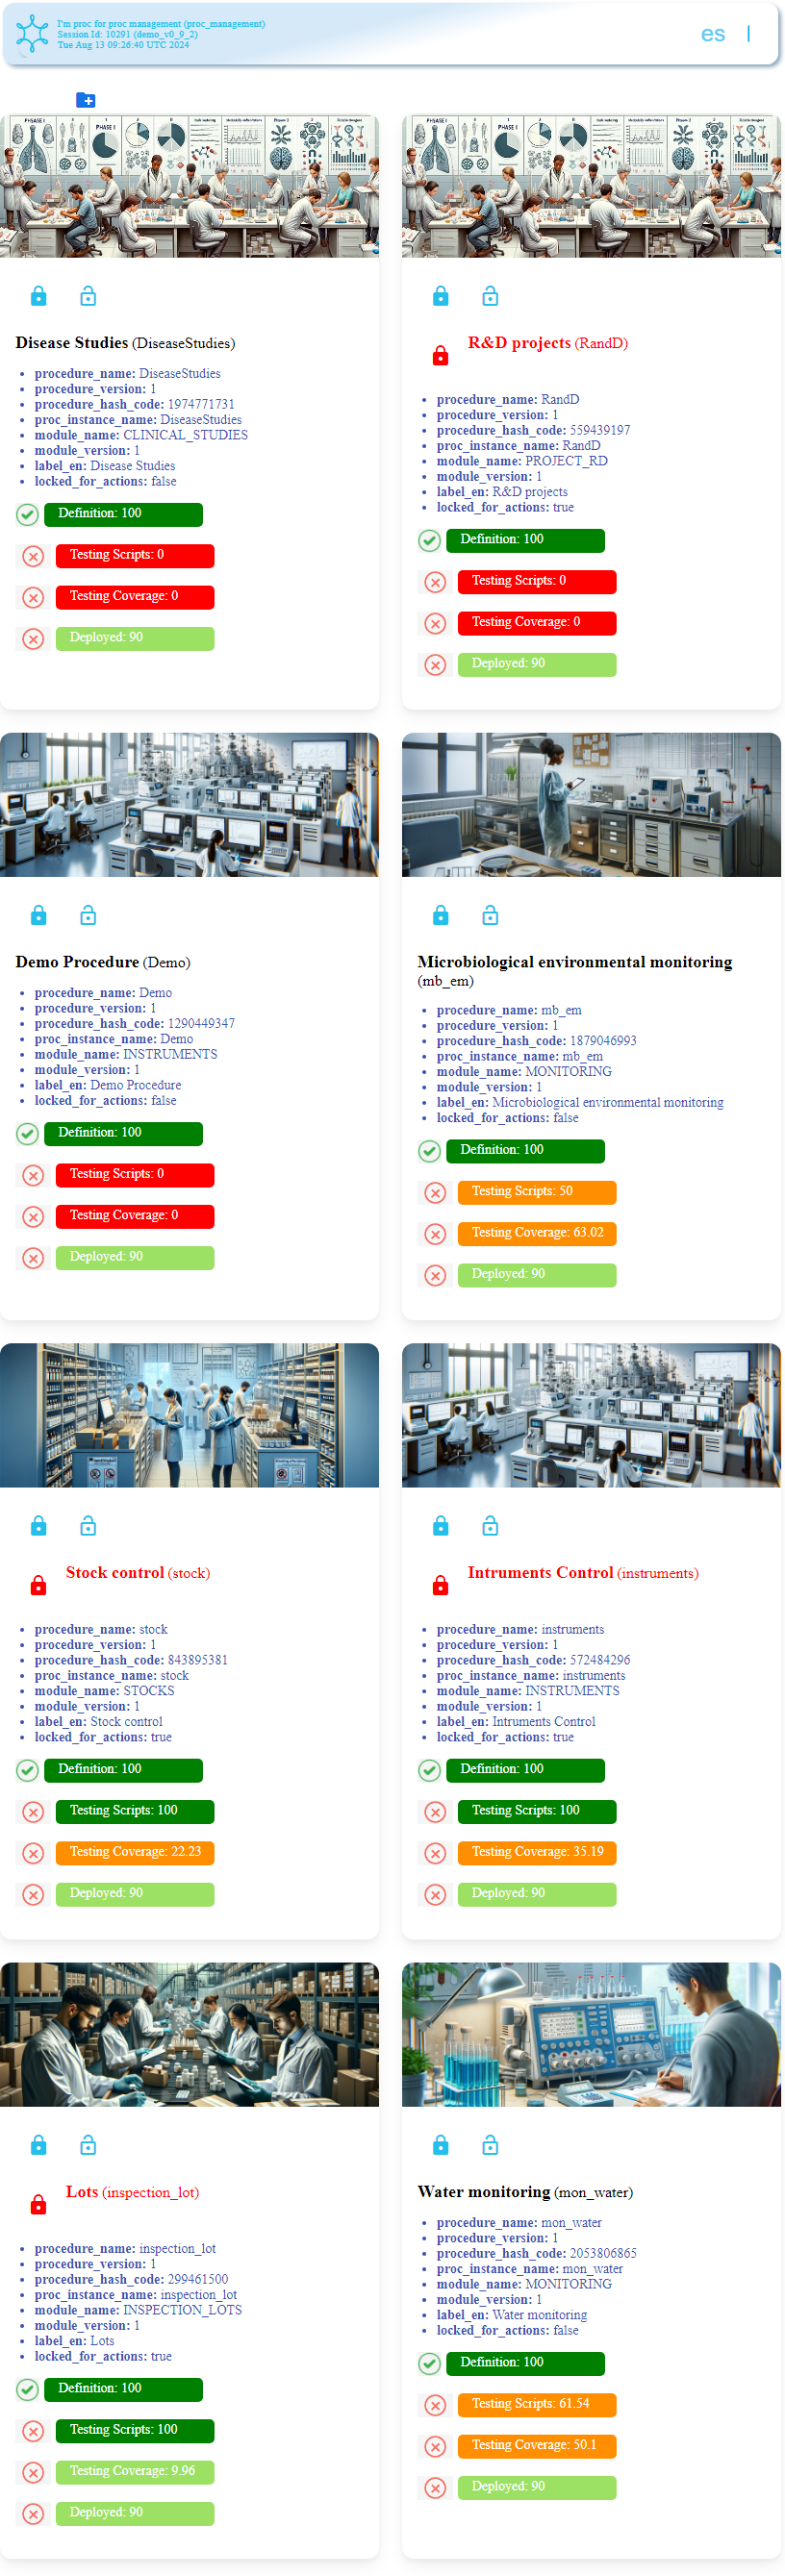 I'm proc for proc management (proc_management)
Session Id: 10291 (demo_v0_9_2)
Tue Aug 13 09:26:40 UTC 2024
es
PHASE I
PHASE I
Disease Studies (DiseaseStudies)
procedure_name: DiseaseStudies
procedure_version: 1
procedure_hash_code: 1974771731
proc_instance_name: DiseaseStudies
module_name: CLINICAL_STUDIES
module_version: 1
label_en: Disease Studies
locked_for_actions: false
Definition: 100
Testing Scripts: 0
Testing Coverage: 0
Deployed: 90
R&D projects (RandD)
procedure_name: RandD
procedure_version: 1
procedure_hash_code: 559439197
proc_instance_name: RandD
module_name: PROJECT_RD
module_version: 1
label_en: R&D projects
locked_for_actions: true
Definition: 100
Testing Scripts: 0
Testing Coverage: 0
Deployed: 90
Demo Procedure (Demo)
procedure_name: Demo
procedure_version: 1
procedure_hash_code: 1290449347
proc_instance_name: Demo
module_name: INSTRUMENTS
module_version: 1
label_en: Demo Procedure
locked_for_actions: false
Definition: 100
Testing Scripts: 0
Testing Coverage: 0
Deployed: 90
Microbiological environmental monitoring
(mb_em)
procedure_name: mb_em
procedure_version: 1
procedure_hash_code: 1879046993
proc_instance_name: mb_em
module_name: MONITORING
module_version: 1
label_en: Microbiological environmental monitoring
locked_for_actions: false
Definition: 100
Testing Scripts: 50
Testing Coverage: 63.02
Deployed: 90
Stock control (stock)
procedure_name: stock
procedure_version: 1
procedure_hash_code: 843895381
proc_instance_name: stock
module_name: STOCKS
module_version: 1
label_en: Stock control
locked_for_actions: true
Definition: 100
Testing Scripts: 100
Testing Coverage: 22.23
Deployed: 90
Intruments Control (instruments)
procedure_name: instruments
procedure_version: 1
procedure_hash_code: 572484296
proc_instance_name: instruments
module_name: INSTRUMENTS
module_version: 1
label_en: Intruments Control
locked_for_actions: true
Definition: 100
Testing Scripts: 100
Testing Coverage: 35.19
Deployed: 90
Lots (inspection_lot)
procedure_name: inspection_lot
procedure_version: 1
procedure_hash_code: 299461500
proc_instance_name: inspection_lot
module_name: INSPECTION_LOTS
module_version: 1
label_en: Lots
locked_for_actions: true
Definition: 100
Testing Scripts: 100
Testing Coverage: 9.96
Deployed: 90
Water monitoring (mon_water)
procedure_name: mon_water
procedure_version: 1
procedure_hash_code: 2053806865
proc_instance_name: mon_water
module_name: MONITORING
module_version: 1
label_en: Water monitoring
locked_for_actions: false
Definition: 100
Testing Scripts: 61.54
Testing Coverage: 50.1
Deployed: 90